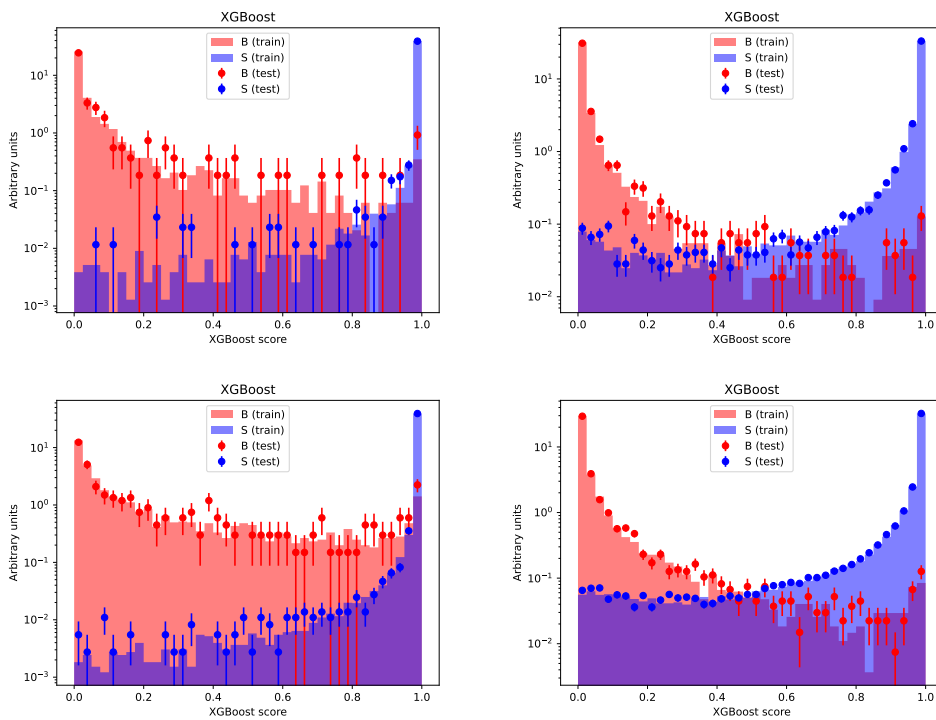 XGBoost
B (train)
S (train)
B (test)
S (test)
Arbitrary units
10¹
10⁰
10⁻¹
10⁻²
10⁻³
0.0 0.2 0.4 0.6 0.8 1.0
XGBoost score
XGBoost
B (train)
S (train)
B (test)
S (test)
Arbitrary units
10¹
10⁰
10⁻¹
10⁻²
0.0 0.2 0.4 0.6 0.8 1.0
XGBoost score
XGBoost
B (train)
S (train)
B (test)
S (test)
Arbitrary units
10¹
10⁰
10⁻¹
10⁻²
10⁻³
0.0 0.2 0.4 0.6 0.8 1.0
XGBoost score
XGBoost
B (train)
S (train)
B (test)
S (test)
Arbitrary units
10¹
10⁰
10⁻¹
10⁻²
0.0 0.2 0.4 0.6 0.8 1.0
XGBoost score